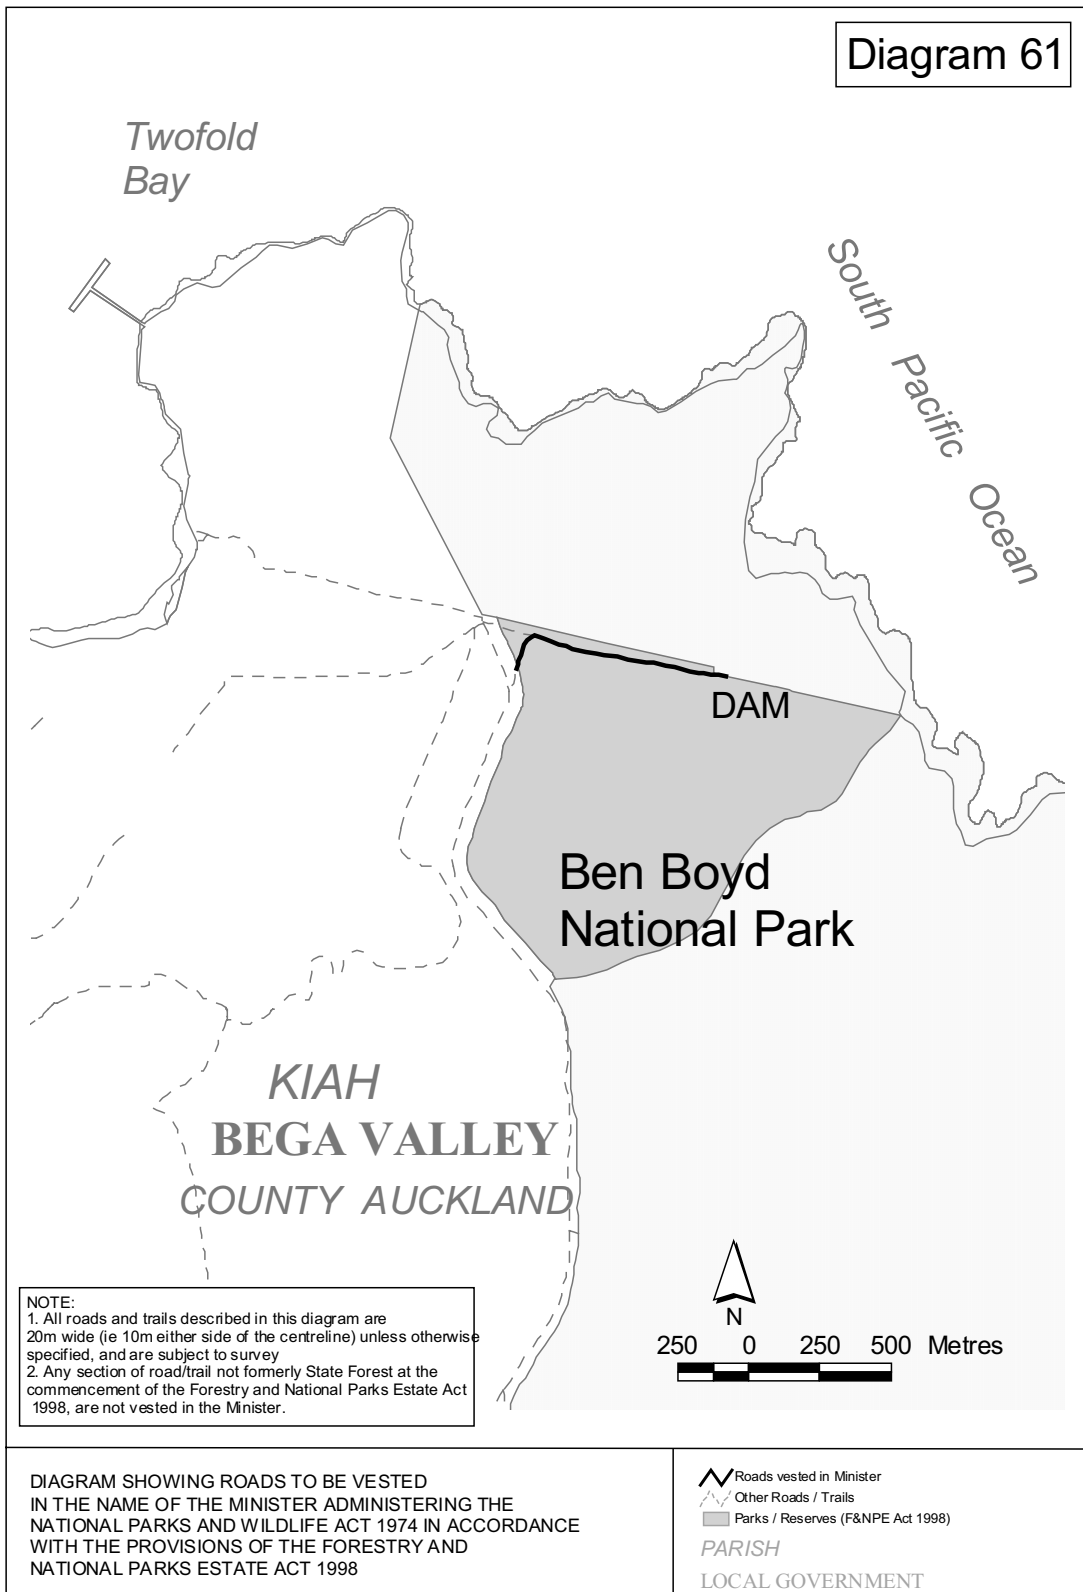 Diagram 61
Twofold
Bay
South Pacific Ocean
DAM
Ben Boyd
National Park
KIAH
BEGA VALLEY
COUNTY AUCKLAND
N
250 0 250 500 Metres
NOTE:
1. All roads and trails described in this diagram are
20m wide (ie 10m either side of the centreline) unless otherwise
specified, and are subject to survey
2. Any section of road/trail not formerly State Forest at the
commencement of the Forestry and National Parks Estate Act
1998, are not vested in the Minister.
DIAGRAM SHOWING ROADS TO BE VESTED
IN THE NAME OF THE MINISTER ADMINISTERING THE
NATIONAL PARKS AND WILDLIFE ACT 1974 IN ACCORDANCE
WITH THE PROVISIONS OF THE FORESTRY AND
NATIONAL PARKS ESTATE ACT 1998
Roads vested in Minister
Other Roads / Trails
Parks / Reserves (F&NPE Act 1998)
PARISH
LOCAL GOVERNMENT